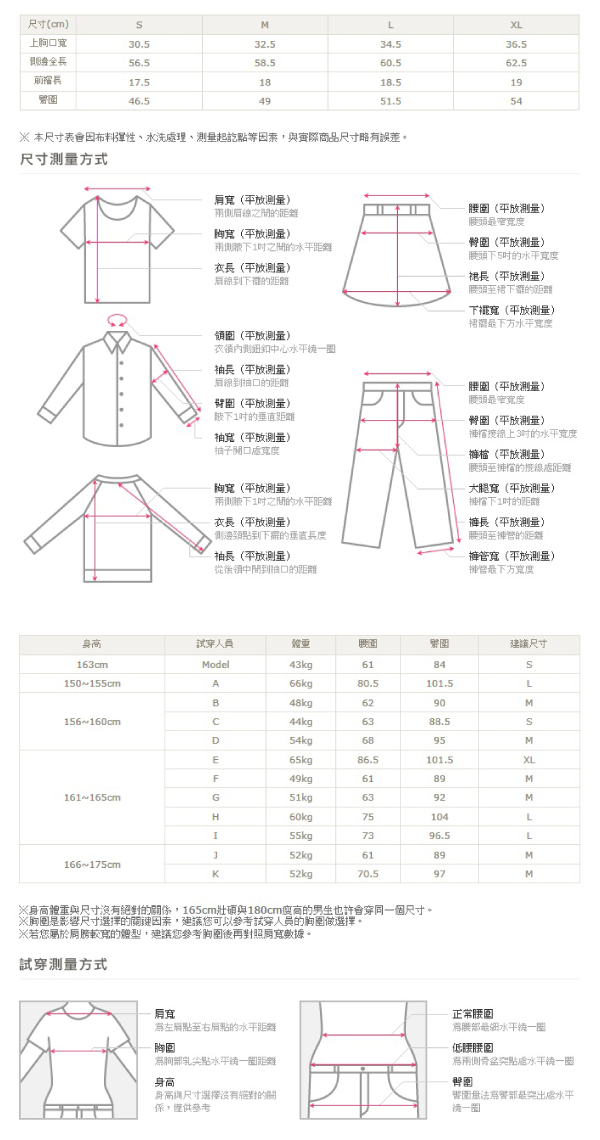 尺寸(cm) S M L XL
上胸口寬 30.5 32.5 34.5 36.5
側邊全長 56.5 58.5 60.5 62.5
前襠長 17.5 18 18.5 19
臀圍 46.5 49 51.5 54
※ 本尺寸表會因布料彈性、水洗處理、測量起訖點等因素，與實際商品尺寸略有誤差。
尺寸測量方式
肩寬（平放測量）
兩側肩線之間的距離
胸寬（平放測量）
兩側腋下1吋之間的水平距離
衣長（平放測量）
肩線到下襬的距離
腰圍（平放測量）
腰頭最窄寬度
臀圍（平放測量）
腰頭下5吋的水平寬度
裙長（平放測量）
腰頭至裙下襬的距離
下襬寬（平放測量）
裙襬最下方水平寬度
領圍（平放測量）
衣領內側鈕釦中心水平繞一圈
袖長（平放測量）
肩線到袖口的距離
臂圍（平放測量）
腋下1吋的垂直距離
袖寬（平放測量）
袖子開口處寬度
腰圍（平放測量）
腰頭最窄寬度
臀圍（平放測量）
褲檔接線上3吋的水平寬度
褲檔（平放測量）
腰頭至褲檔的接線處距離
大腿寬（平放測量）
褲檔下1吋的距離
褲長（平放測量）
腰頭至褲管的距離
褲管寬（平放測量）
褲管最下方寬度
胸寬（平放測量）
兩側腋下1吋之間的水平距離
衣長（平放測量）
側邊頸點到下襬的垂直長度
袖長（平放測量）
從後領中間到袖口的距離
身高 試穿人員 體重 腰圍 臀圍 建議尺寸
163cm Model 43kg 61 84 S
150~155cm A 66kg 80.5 101.5 L
156~160cm B 48kg 62 90 M
C 44kg 63 88.5 S
D 54kg 68 95 M
161~165cm E 65kg 86.5 101.5 XL
F 49kg 61 89 M
G 51kg 63 92 M
H 60kg 75 104 L
I 55kg 73 96.5 L
166~175cm J 52kg 61 89 M
K 52kg 70.5 97 M
※身高體重與尺寸沒有絕對的關係，165cm壯碩與180cm瘦高的男生也許會穿同一個尺寸。
※胸圍是影響尺寸選擇的關鍵因素，建議您可以參考試穿人員的胸圍做選擇。
※若您屬於肩膀較寬的體型，建議您參考胸圍後再對照肩寬數據。
試穿測量方式
肩寬
為左肩點至右肩點的水平距離
胸圍
為胸部乳尖點水平繞一圈距離
身高
身高與尺寸選擇沒有絕對的關
係，僅供參考
正常腰圍
為腰部最細水平繞一圈
低腰腰圍
為兩側骨盆突點處水平繞一圈
臀圍
臀圍量法為臀部最突出處水平
繞一圈